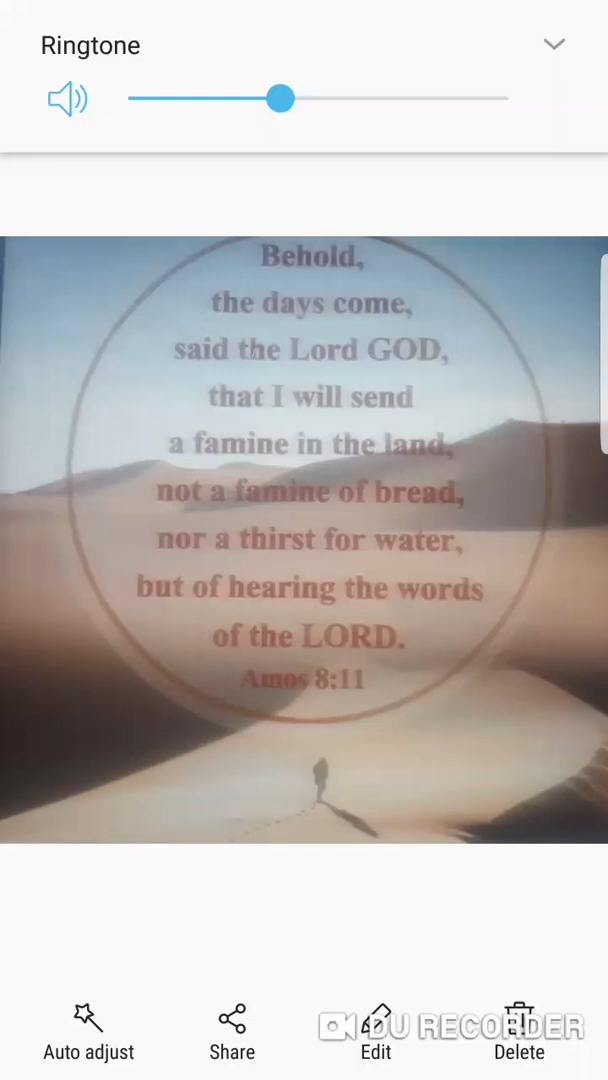 Ringtone
Behold,
the days come,
said the Lord GOD,
that I will send
a famine in the land,
not a famine of bread,
nor a thirst for water,
but of hearing the words
of the LORD.
Amos 8:11
DU RECORDER
Auto adjust
Share
Edit
Delete